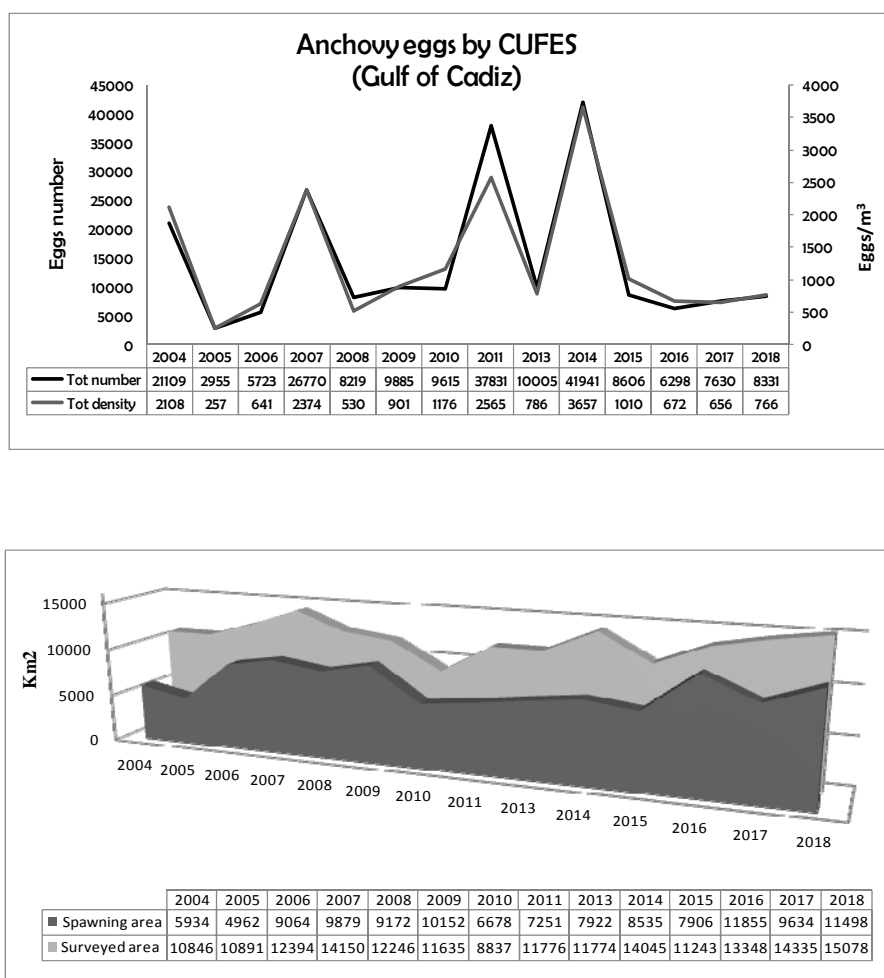 Anchovy eggs by CUFES
(Gulf of Cadiz)
45000
40000
35000
30000
25000
20000
15000
10000
5000
0
Eggs number
4000
3500
3000
2500
2000
1500
1000
500
0
Eggs/m³
2004 2005 2006 2007 2008 2009 2010 2011 2013 2014 2015 2016 2017 2018
Tot number 21109 2955 5723 26770 8219 9885 9615 37831 10005 41941 8606 6298 7630 8331
Tot density 2108 257 641 2374 530 901 1176 2565 786 3657 1010 672 656 766
Km2
15000
10000
5000
0
2004 2005 2006 2007 2008 2009 2010 2011 2013 2014 2015 2016 2017 2018
2004 2005 2006 2007 2008 2009 2010 2011 2013 2014 2015 2016 2017 2018
Spawning area 5934 4962 9064 9879 9172 10152 6678 7251 7922 8535 7906 11855 9634 11498
Surveyed area 10846 10891 12394 14150 12246 11635 8837 11776 11774 14045 11243 13348 14335 15078